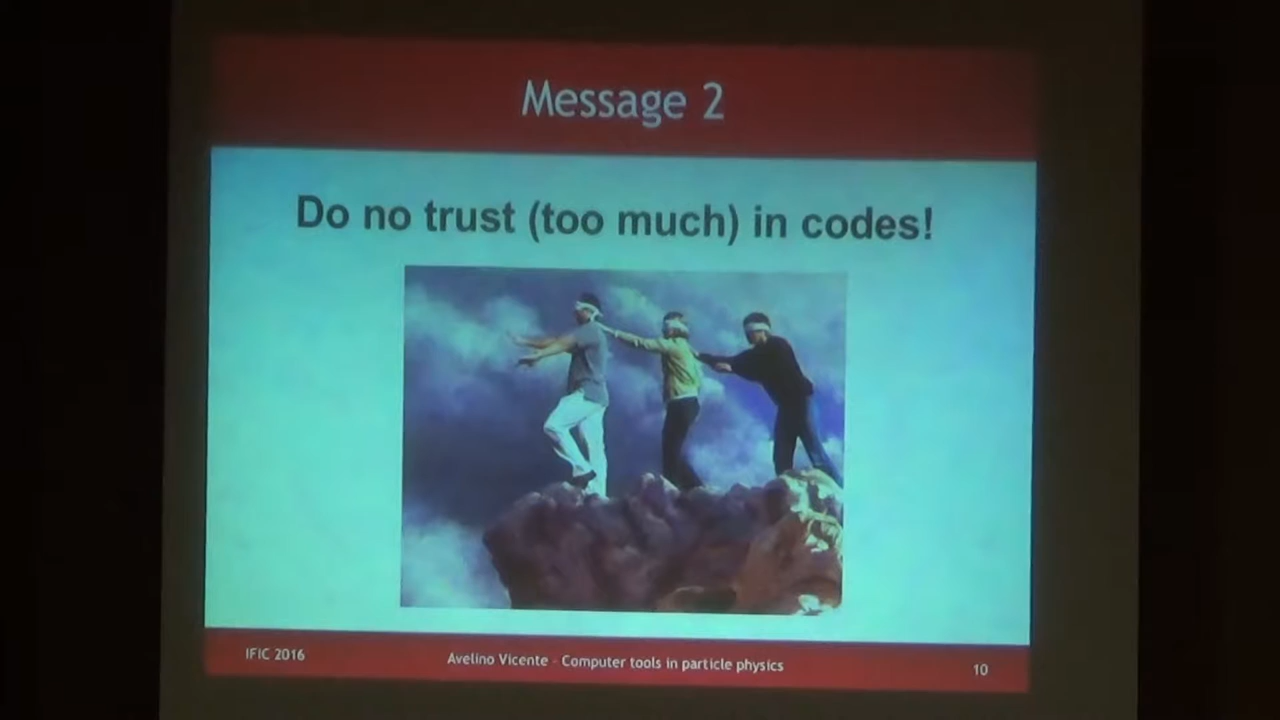 Message 2
Do no trust (too much) in codes!
IFIC 2016
Avelino Vicente - Computer tools in particle physics
10